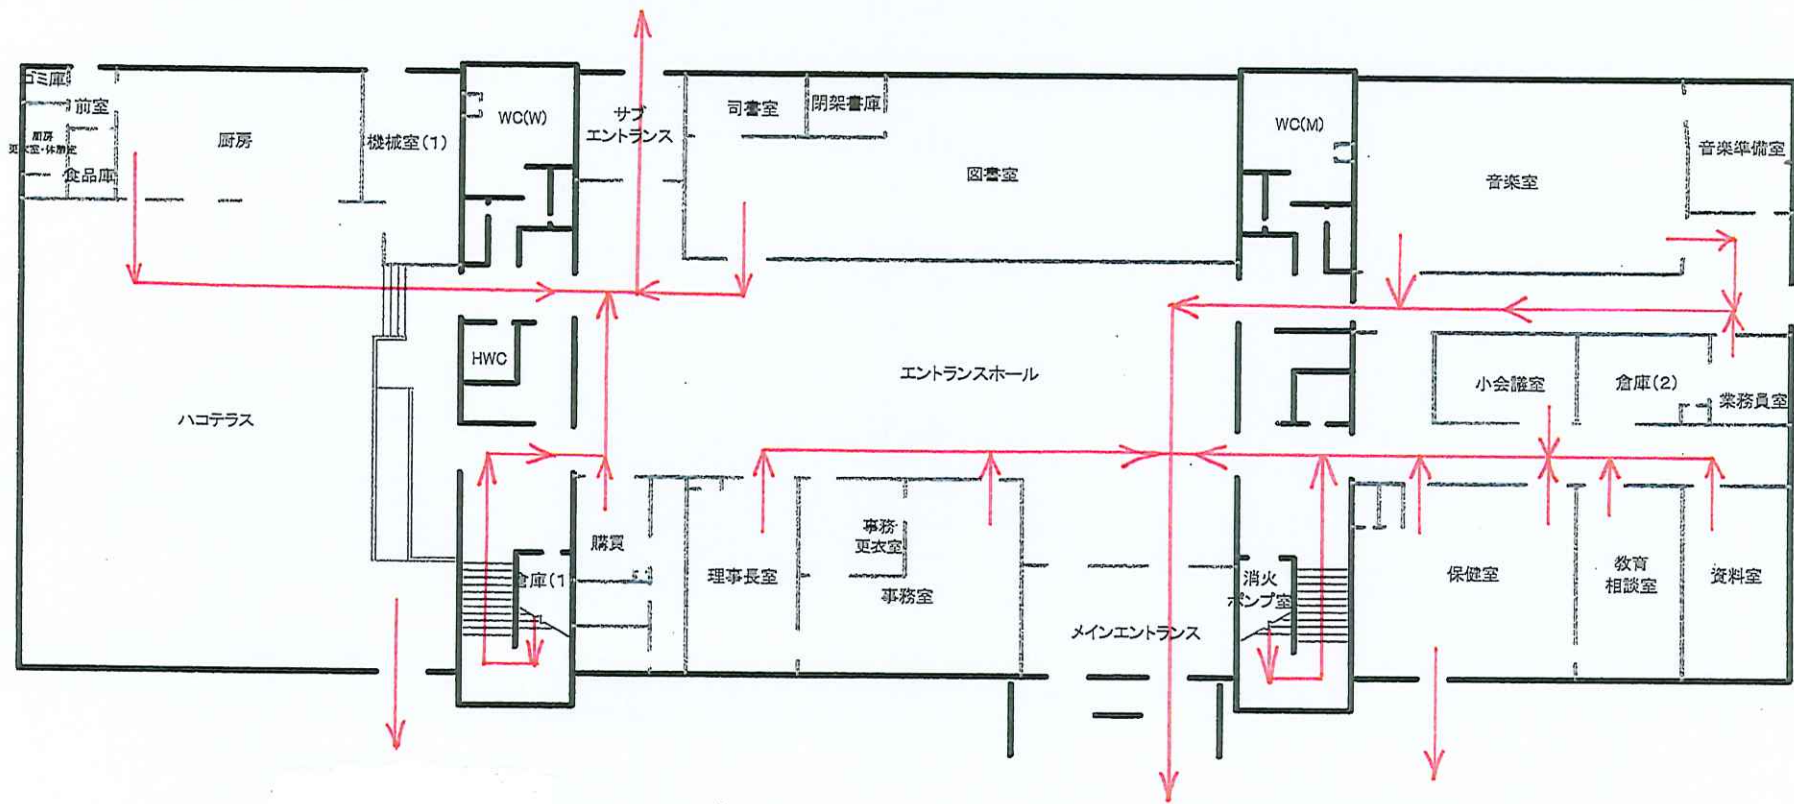 ゴミ庫
前室
厨房
更衣室・休憩室
食品庫
厨房
機械室(1)
WC(W)
サブ
エントランス
司書室
閉架書庫
図書室
WC(M)
音楽室
音楽準備室
HWC
エントランスホール
ハコテラス
小会議室
倉庫(2)
業務員室
倉庫(1
購買
理事長室
事務
更衣室
事務室
メインエントランス
消火
ポンプ室
保健室
教育
相談室
資料室